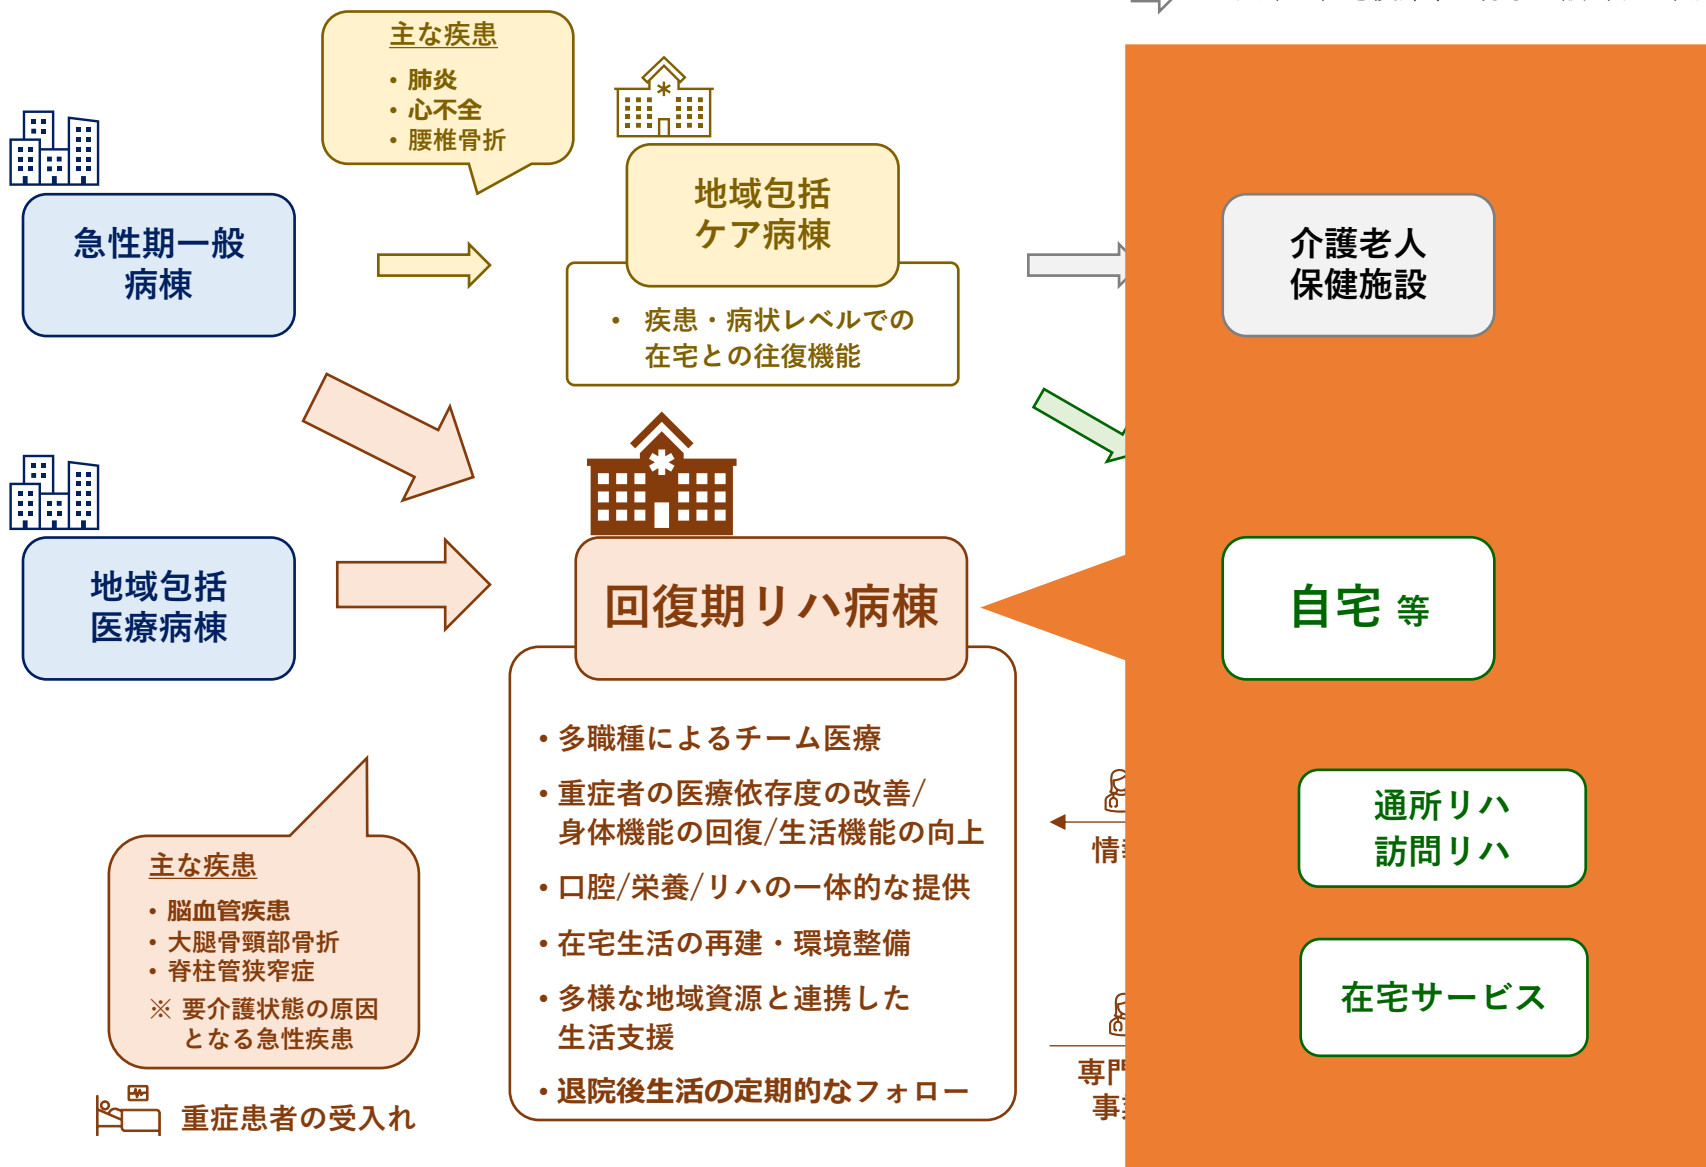 主な疾患
・肺炎
・心不全
・腰椎骨折
急性期一般
病棟
地域包括
ケア病棟
• 疾患・病状レベルでの
在宅との往復機能
介護老人
保健施設
地域包括
医療病棟
回復期リハ病棟
自宅 等
・多職種によるチーム医療
・重症者の医療依存度の改善/
身体機能の回復/生活機能の向上
・口腔/栄養/リハの一体的な提供
・在宅生活の再建・環境整備
・多様な地域資源と連携した
生活支援
・退院後生活の定期的なフォロー
主な疾患
・脳血管疾患
・大腿骨頸部骨折
・脊柱管狭窄症
※ 要介護状態の原因
となる急性疾患
重症患者の受入れ
情
専門
事
通所リハ
訪問リハ
在宅サービス